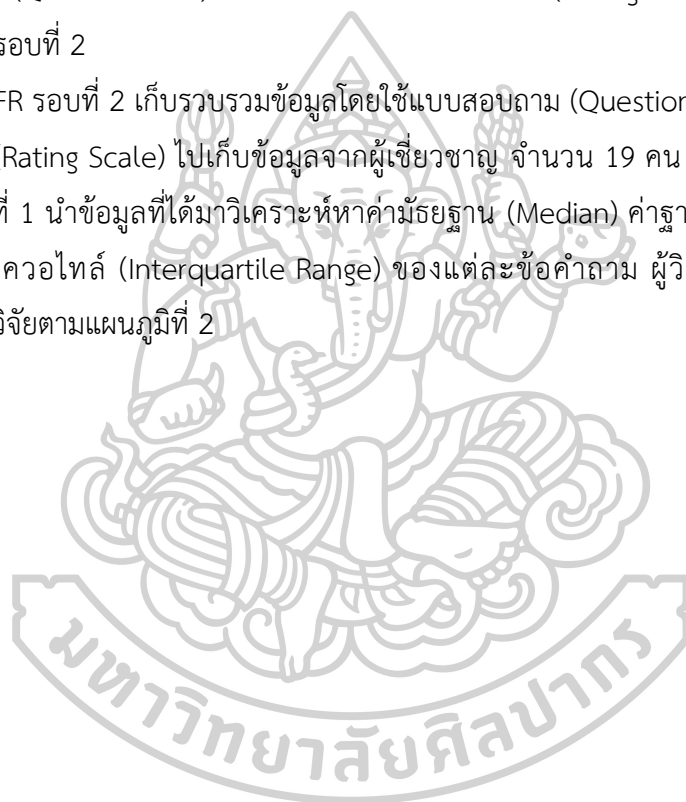 รอบที่ 2
FR รอบที่ 2 เก็บรวบรวมข้อมูลโดยใช้แบบสอบถาม (Question
(Rating Scale) ไปเก็บข้อมูลจากผู้เชี่ยวชาญ จำนวน 19 คน
ที่ 1 นำข้อมูลที่ได้มาวิเคราะห์หาค่ามัธยฐาน (Median) ค่าฐา
ควอไทล์ (Interquartile Range) ของแต่ละข้อคำถาม ผู้วิ
วิจัยตามแผนภูมิที่ 2
มหาวิทยาลัยศิลปากร